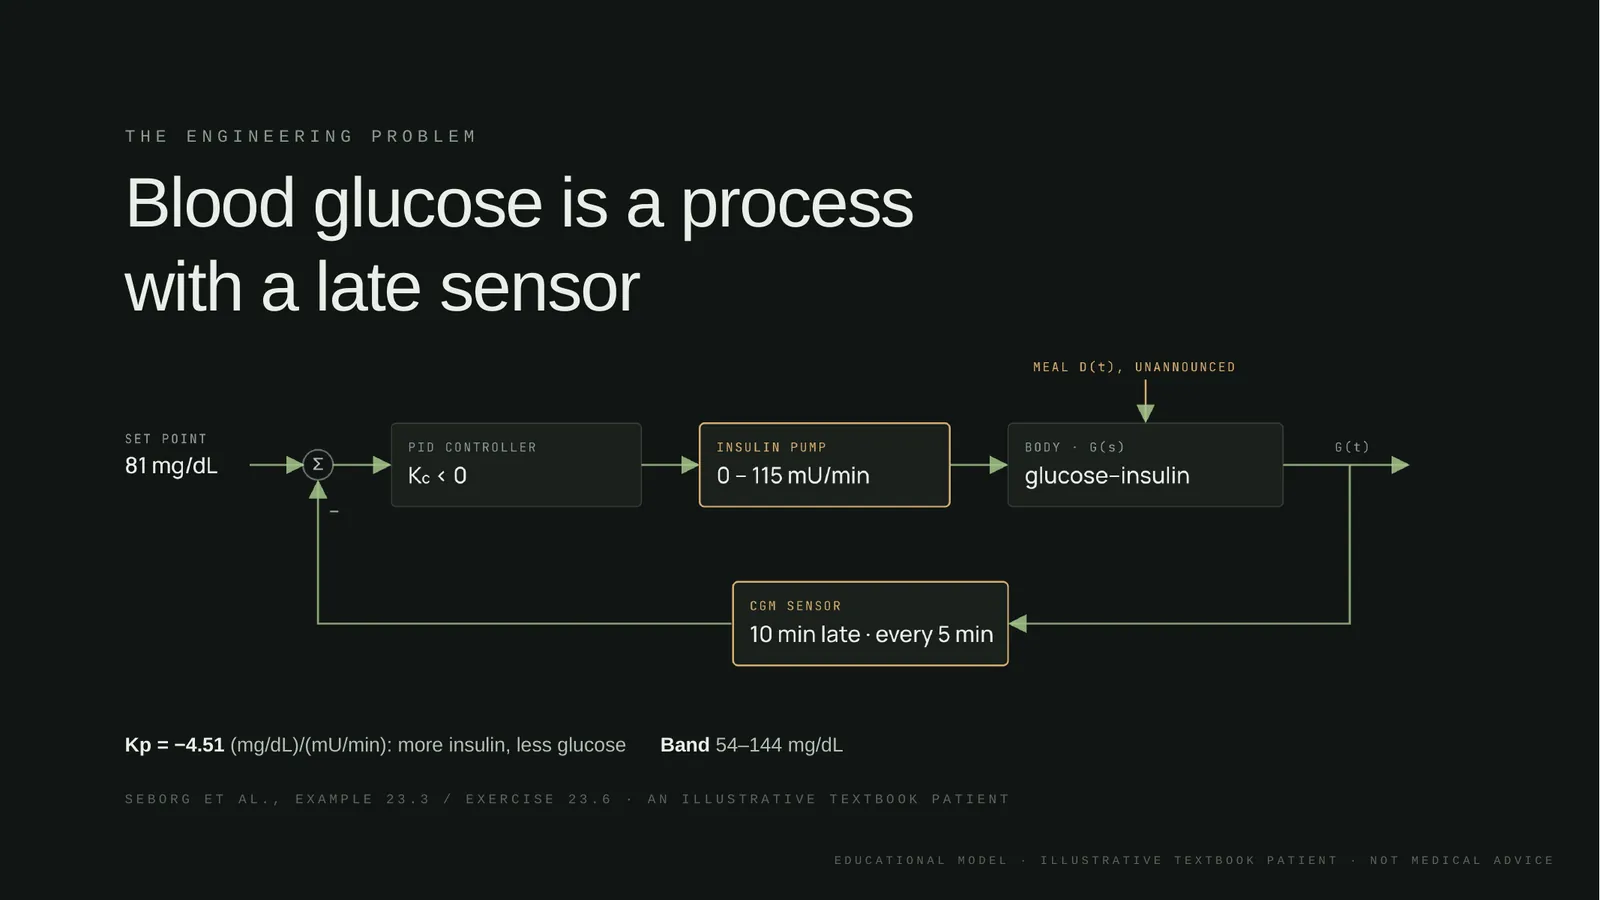 THE ENGINEERING PROBLEM
Blood glucose is a process
with a late sensor
MEAL D(t), UNANNOUNCED
SET POINT
81 mg/dL
Σ
−
PID CONTROLLER
Kc < 0
INSULIN PUMP
0 – 115 mU/min
BODY · G(s)
glucose–insulin
G(t)
CGM SENSOR
10 min late · every 5 min
Kp = −4.51 (mg/dL)/(mU/min): more insulin, less glucose Band 54–144 mg/dL
SEBORG ET AL., EXAMPLE 23.3 / EXERCISE 23.6 · AN ILLUSTRATIVE TEXTBOOK PATIENT
EDUCATIONAL MODEL · ILLUSTRATIVE TEXTBOOK PATIENT · NOT MEDICAL ADVICE